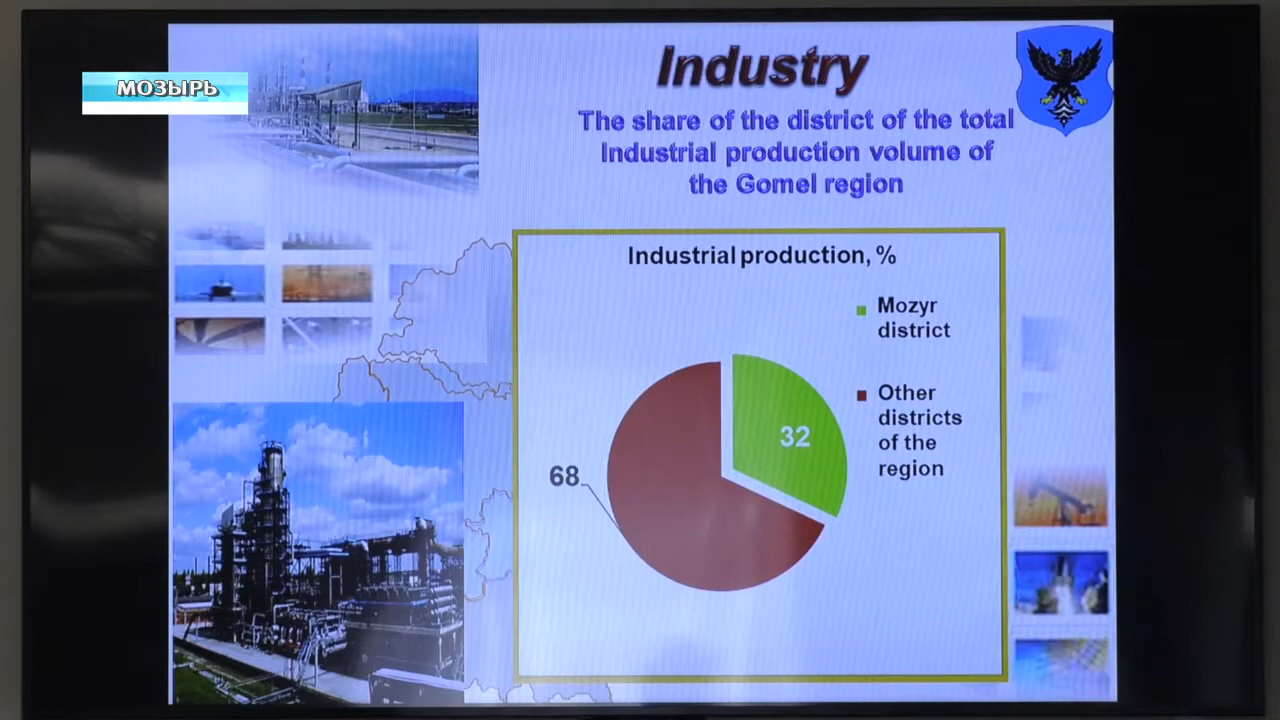 МОЗЫРЬ
Industry
The share of the district of the total
Industrial production volume of
the Gomel region
Industrial production, %
Mozyr
district
Other
districts
of the
region
32
68